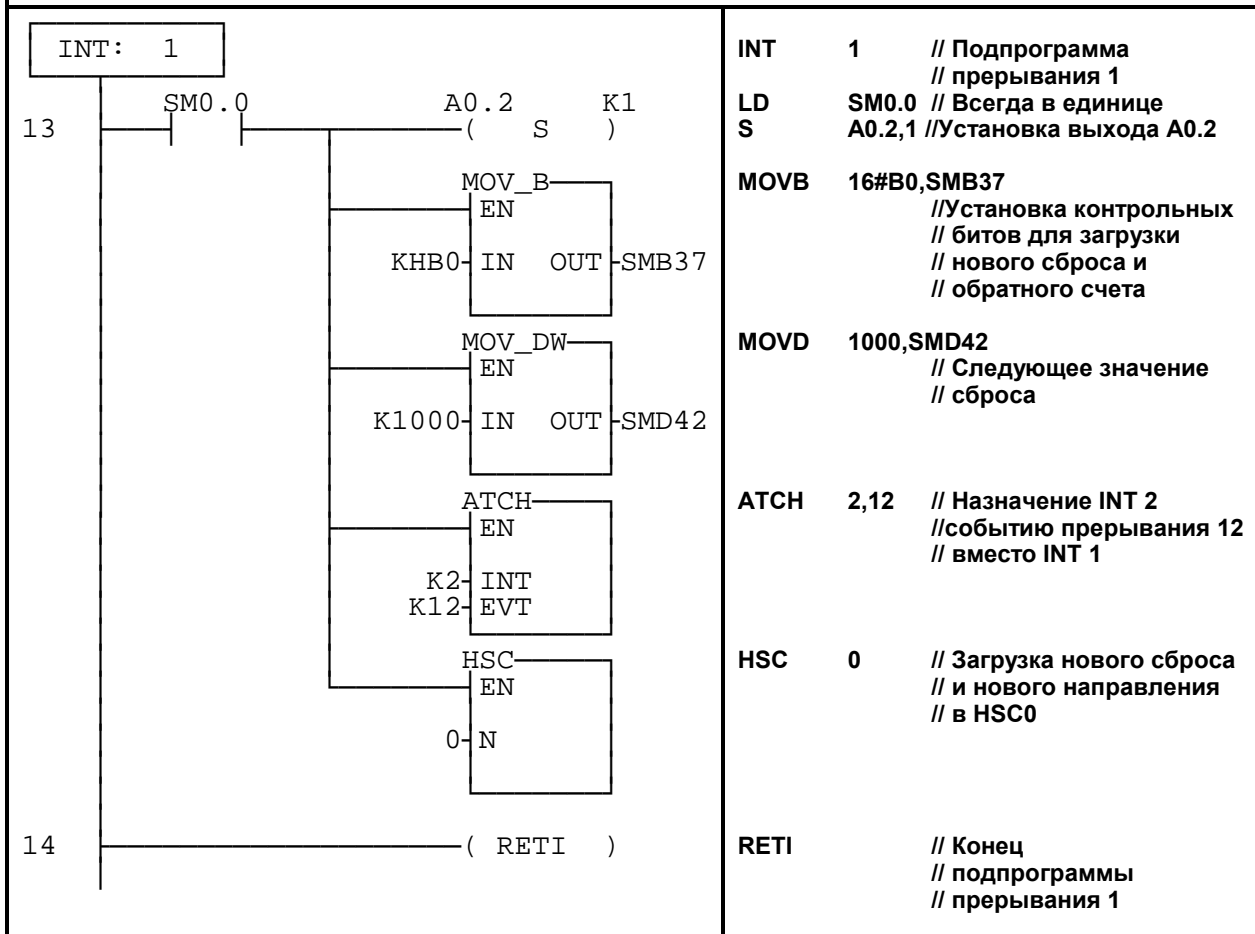 INT: 1
SM0.0 A0.2 K1
13 ( S )
MOV_B
EN
KHB0 IN OUT SMB37
MOV_DW
EN
K1000 IN OUT SMD42
ATCH
EN
K2 INT
K12 EVT
HSC
EN
0 N
14 ( RETI )
INT 1 // Подпрограмма
// прерывания 1
LD SM0.0 // Всегда в единице
S A0.2,1 //Установка выхода A0.2
MOVB 16#B0,SMB37
//Установка контрольных
// битов для загрузки
// нового сброса и
// обратного счета
MOVD 1000,SMD42
// Следующее значение
// сброса
ATCH 2,12 // Назначение INT 2
//событию прерывания 12
// вместо INT 1
HSC 0 // Загрузка нового сброса
// и нового направления
// в HSC0
RETI // Конец
// подпрограммы
// прерывания 1